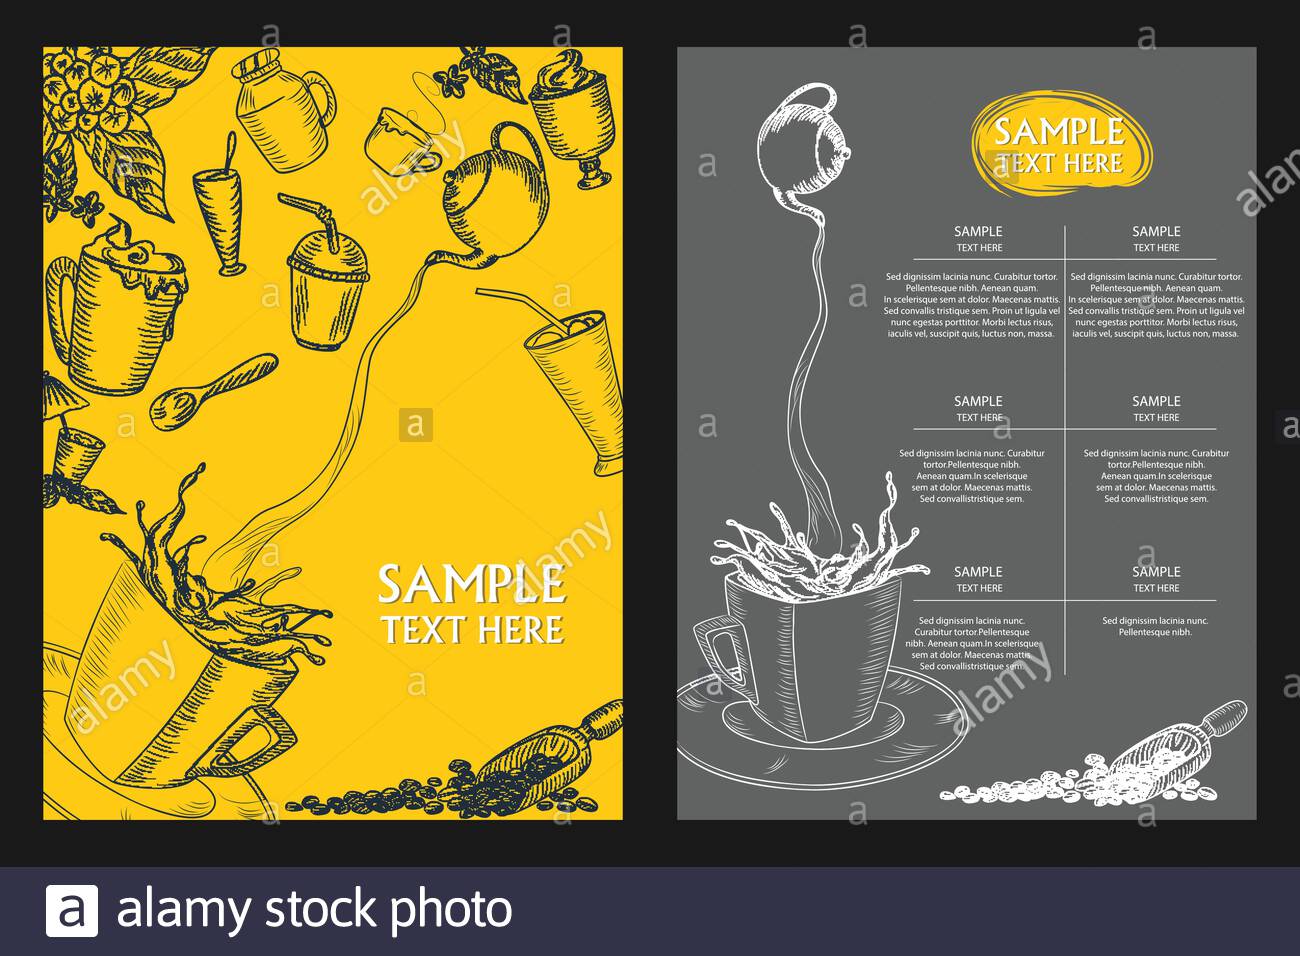 SAMPLE
TEXT HERE
SAMPLE
TEXT HERE
SAMPLE
TEXT HERE
Sed dignissim lacinia nunc. Curabitur tortor.
Pellentesque nibh. Aenean quam.
In scelerisque sem at dolor. Maecenas mattis.
Sed convallis tristique sem. Proin ut ligula vel
nunc egestas porttitor. Morbi lectus risus,
iaculis vel, suscipit quis, luctus non, massa.
SAMPLE
TEXT HERE
Sed dignissim lacinia nunc. Curabitur tortor.
Pellentesque nibh. Aenean quam.
In scelerisque sem at dolor. Maecenas mattis.
Sed convallis tristique sem. Proin ut ligula vel
nunc egestas porttitor. Morbi lectus risus,
iaculis vel, suscipit quis, luctus non, massa.
SAMPLE
TEXT HERE
Sed dignissim lacinia nunc. Curabitur
tortor.Pellentesque nibh.
Aenean quam.In scelerisque
sem at dolor. Maecenas mattis.
Sed convallistristique sem.
SAMPLE
TEXT HERE
Sed dignissim lacinia nunc. Curabitur
tortor.Pellentesque nibh.
Aenean quam.In scelerisque
sem at dolor. Maecenas mattis.
Sed convallistristique sem.
SAMPLE
TEXT HERE
Sed dignissim lacinia nunc.
Curabitur tortor.Pellentesque
nibh. Aenean quam.In scelerisque
sem at dolor. Maecenas mattis.
Sed convallistristique sem.
SAMPLE
TEXT HERE
Sed dignissim lacinia nunc.
Pellentesque nibh.
a alamy stock photo
alamy
alamy
alamy
alamy